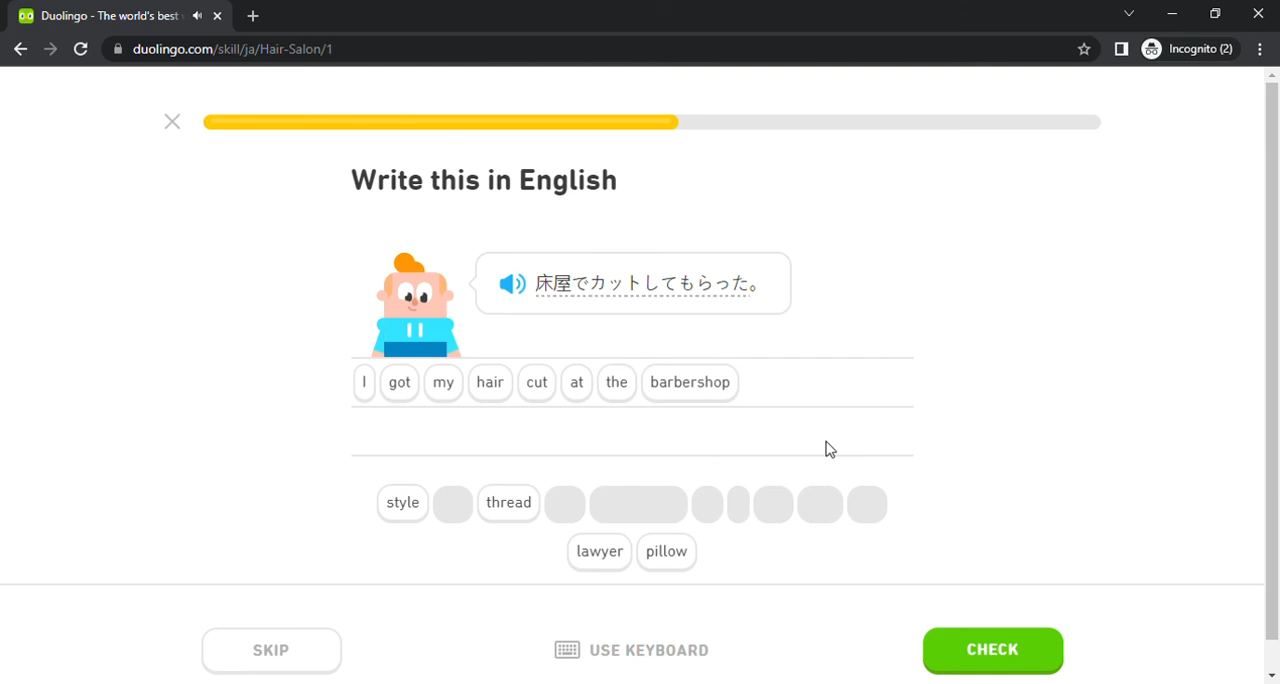 Duolingo - The world's best
duolingo.com/skill/ja/Hair-Salon/1
Incognito (2)
Write this in English
床屋でカットしてもらった。
I got my hair cut at the barbershop
style thread
lawyer pillow
SKIP
USE KEYBOARD
CHECK